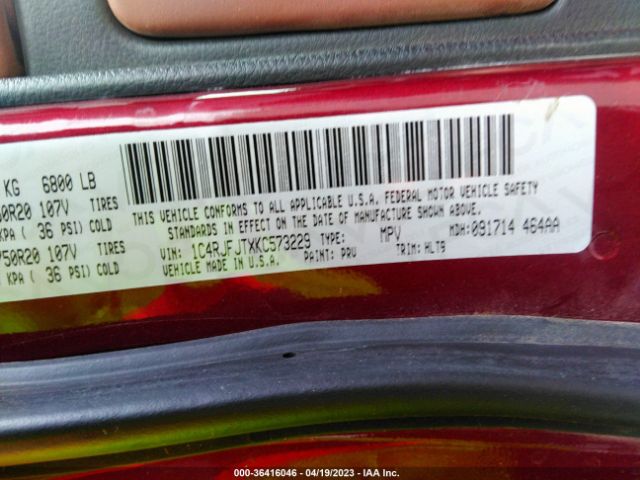 KG 6800 LB
50R20 107V TIRES
KPA ( 36 PSI) COLD
50R20 107V TIRES
KPA ( 36 PSI) COLD
THIS VEHICLE CONFORMS TO ALL APPLICABLE U.S.A. FEDERAL MOTOR VEHICLE SAFETY
STANDARDS IN EFFECT ON THE DATE OF MANUFACTURE SHOWN ABOVE.
VIN: 1C4RJFJTXKC573229 TYPE: MPV MDH:091714 464AA
VEHICLE MADE IN U.S.A. PAINT: PRV TRIM: HLT9
000-36416046 - 04/19/2023 - IAA Inc.